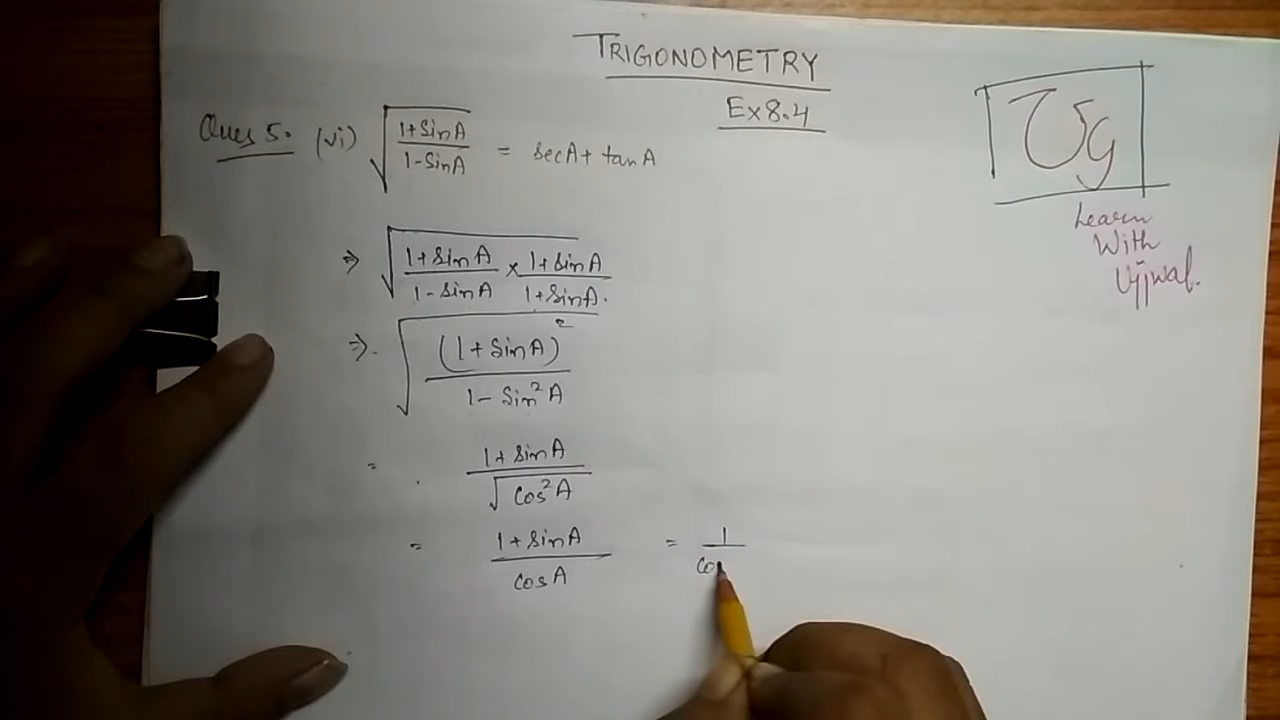 TRIGONOMETRY
Ex 8.4
Ques 5. (vi) √((1+SinA)/(1-SinA)) = secA + tanA
Ug
Learn
With
Ujjwal.
⇒ √((1+SinA)/(1-SinA) × (1+SinA)/(1+SinA)).
⇒. √((1+SinA)²/(1-Sin²A))
= (1+SinA)/√(Cos²A)
= (1+SinA)/(CosA) = 1/(Co